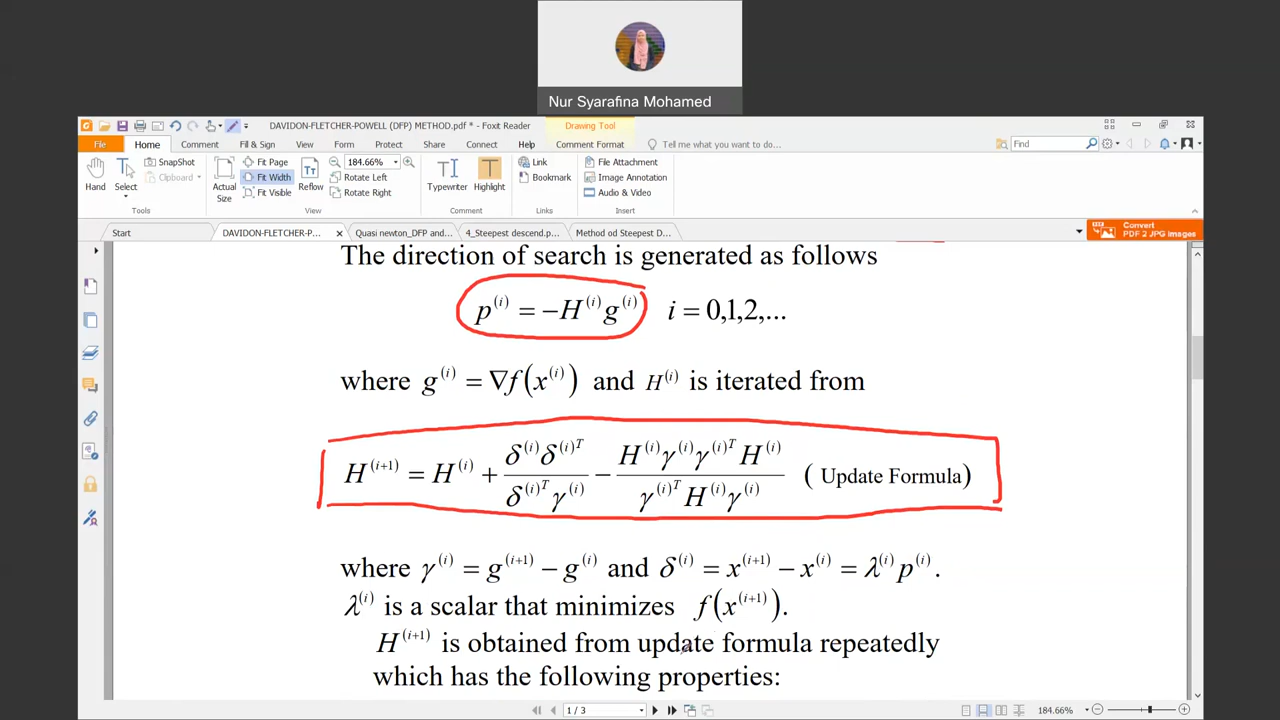 Nur Syarafina Mohamed
DAVIDON-FLETCHER-POWELL (DFP) METHOD.pdf * - Foxit Reader
Drawing Tool
File Home Comment View Form Protect Share Connect Help Comment Format Tell me what you want to do... Find
Hand Select SnapShot Clipboard Actual Size Fit Page Fit Width Fit Visible Reflow 184.66% Rotate Left Rotate Right Typewriter Highlight Link Bookmark File Attachment Image Annotation Audio & Video
Tools View Comment Links Insert
Start DAVIDON-FLETCHER-P... Quasi newton_DFP and... 4_Steepest descend.p... Method od Steepest D...
Convert
PDF 2 JPG images
The direction of search is generated as follows
p^(i) = −H^(i) g^(i) i = 0,1,2,...
where g^(i) = ∇f(x^(i)) and H^(i) is iterated from
H^(i+1) = H^(i) + δ^(i)δ^(i)^T / δ^(i)^T γ^(i) − H^(i)γ^(i)γ^(i)^T H^(i) / γ^(i)^T H^(i)γ^(i) ( Update Formula)
where γ^(i) = g^(i+1) − g^(i) and δ^(i) = x^(i+1) − x^(i) = λ^(i) p^(i).
λ^(i) is a scalar that minimizes f(x^(i+1)).
H^(i+1) is obtained from update formula repeatedly
which has the following properties:
1 / 3 184.66%